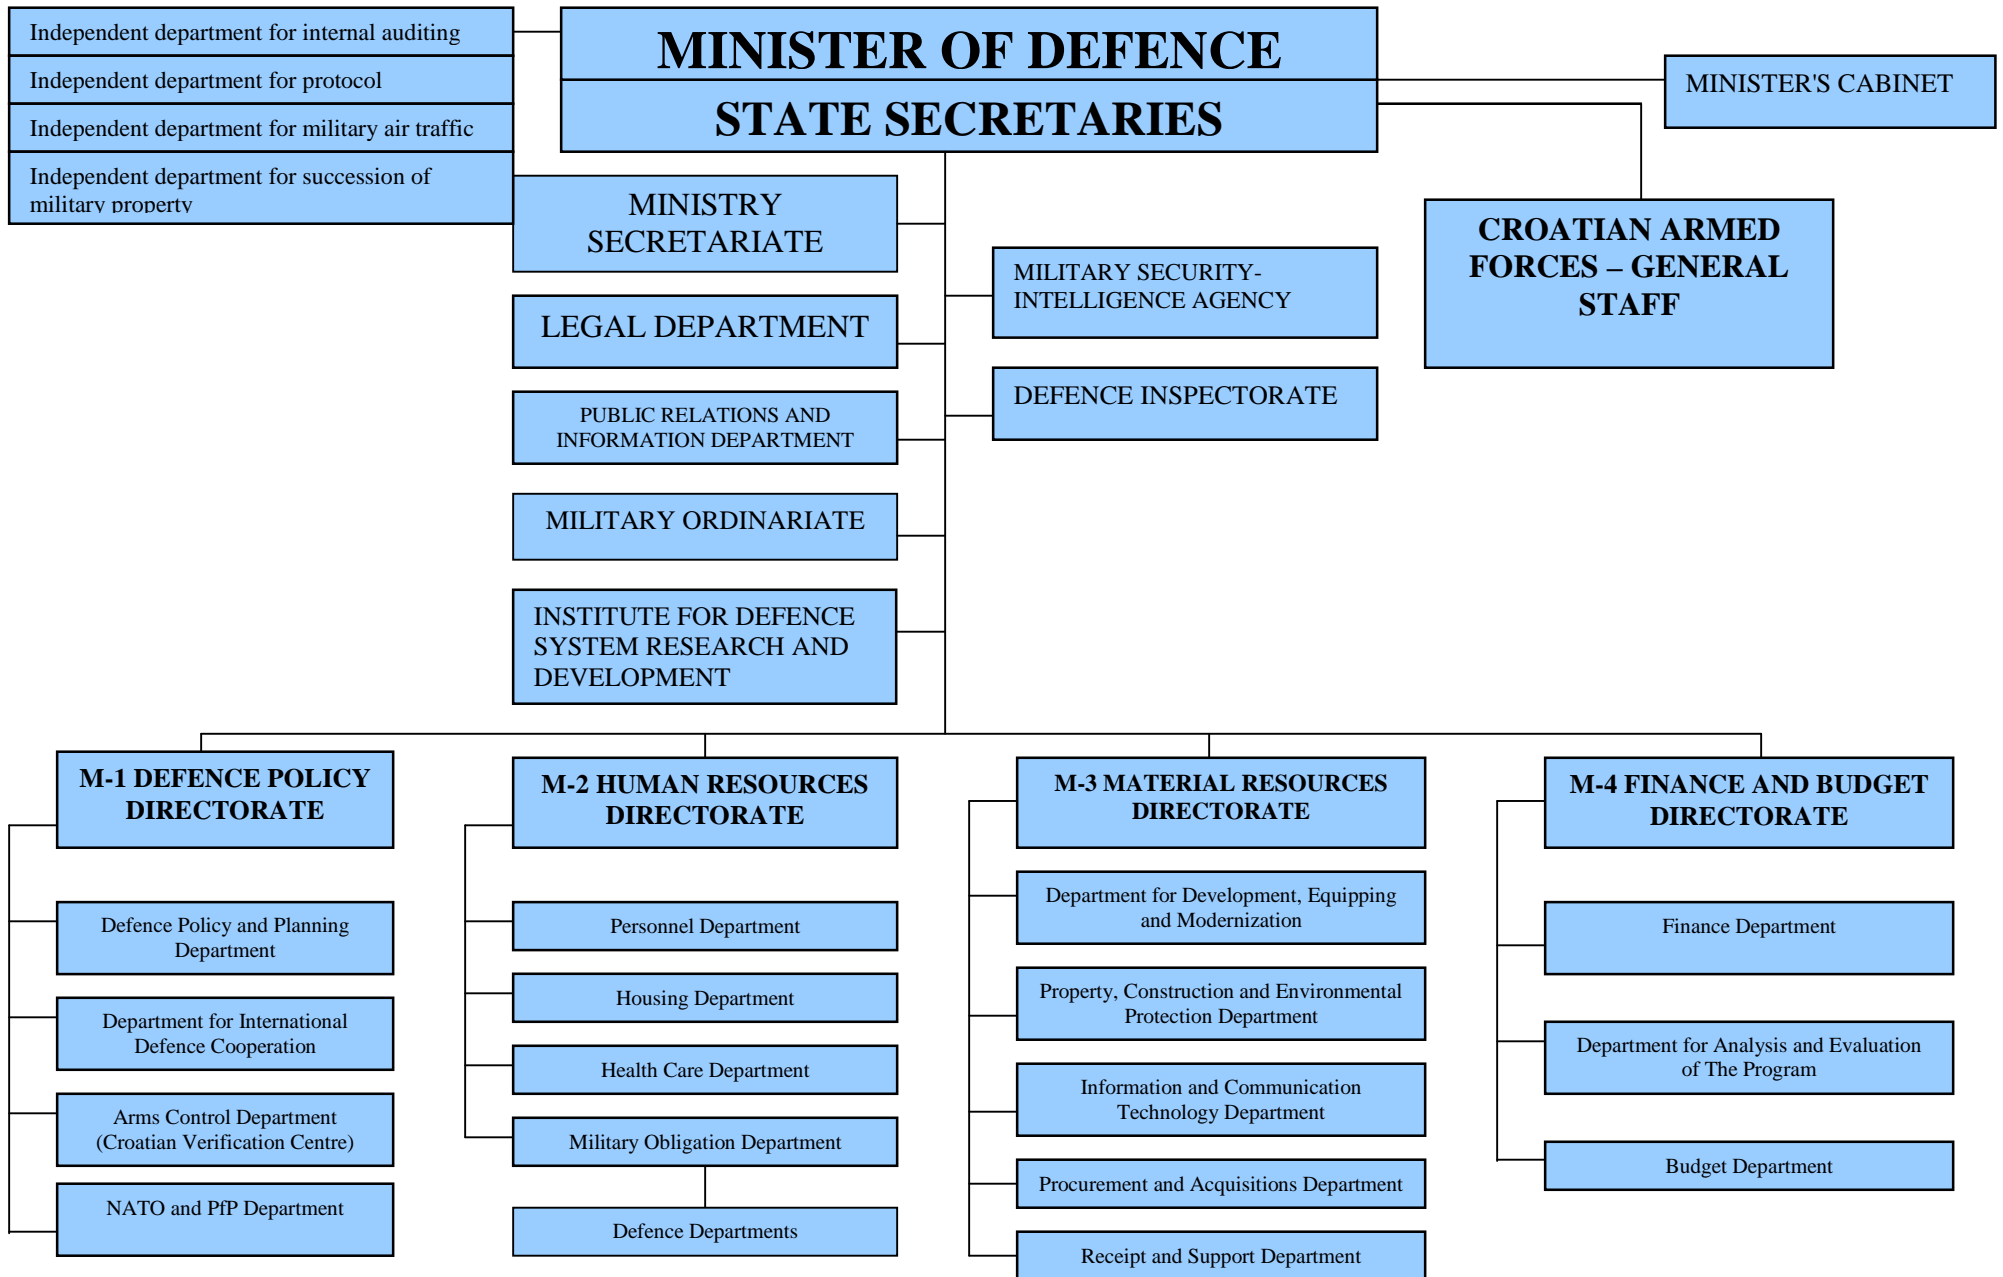 Independent department for internal auditing
Independent department for protocol
Independent department for military air traffic
Independent department for succession of
military property
MINISTER OF DEFENCE
STATE SECRETARIES
MINISTER'S CABINET
CROATIAN ARMED
FORCES – GENERAL
STAFF
MINISTRY
SECRETARIATE
LEGAL DEPARTMENT
PUBLIC RELATIONS AND
INFORMATION DEPARTMENT
MILITARY ORDINARIATE
INSTITUTE FOR DEFENCE
SYSTEM RESEARCH AND
DEVELOPMENT
MILITARY SECURITY-
INTELLIGENCE AGENCY
DEFENCE INSPECTORATE
M-1 DEFENCE POLICY
DIRECTORATE
Defence Policy and Planning
Department
Department for International
Defence Cooperation
Arms Control Department
(Croatian Verification Centre)
NATO and PfP Department
M-2 HUMAN RESOURCES
DIRECTORATE
Personnel Department
Housing Department
Health Care Department
Military Obligation Department
Defence Departments
M-3 MATERIAL RESOURCES
DIRECTORATE
Department for Development, Equipping
and Modernization
Property, Construction and Environmental
Protection Department
Information and Communication
Technology Department
Procurement and Acquisitions Department
Receipt and Support Department
M-4 FINANCE AND BUDGET
DIRECTORATE
Finance Department
Department for Analysis and Evaluation
of The Program
Budget Department